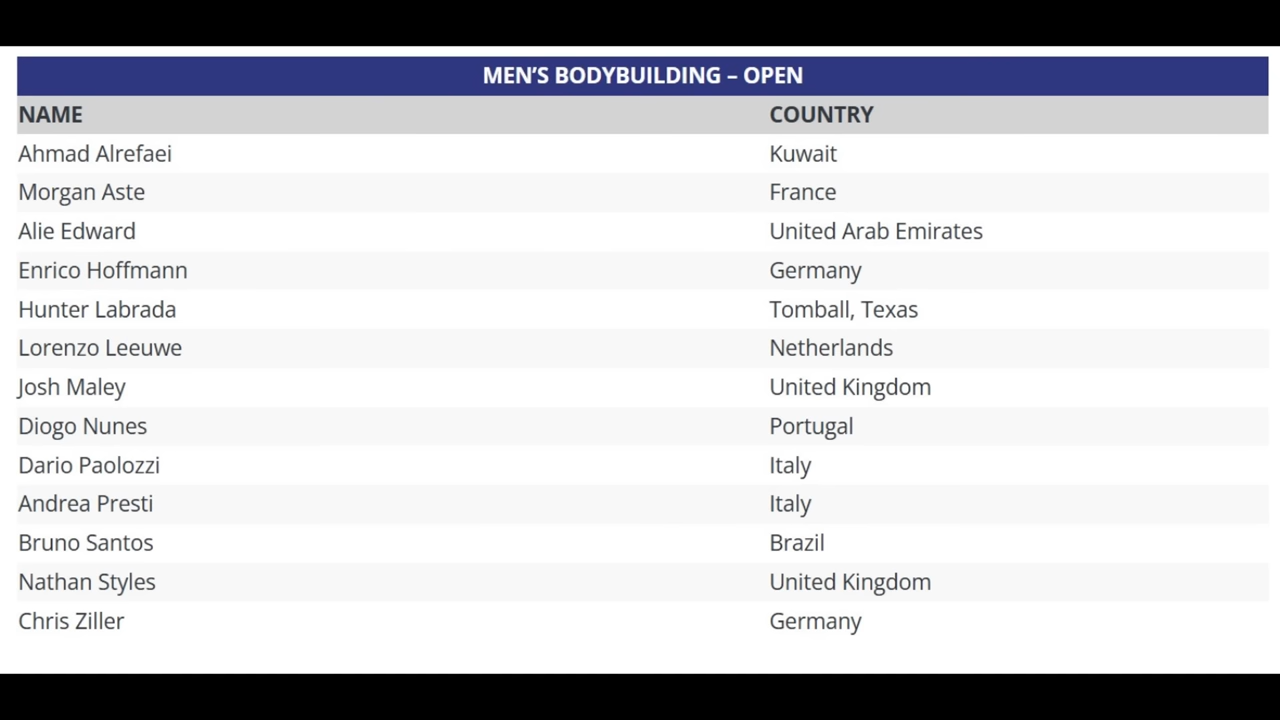 MEN'S BODYBUILDING – OPEN
NAME COUNTRY
Ahmad Alrefaei Kuwait
Morgan Aste France
Alie Edward United Arab Emirates
Enrico Hoffmann Germany
Hunter Labrada Tomball, Texas
Lorenzo Leeuwe Netherlands
Josh Maley United Kingdom
Diogo Nunes Portugal
Dario Paolozzi Italy
Andrea Presti Italy
Bruno Santos Brazil
Nathan Styles United Kingdom
Chris Ziller Germany